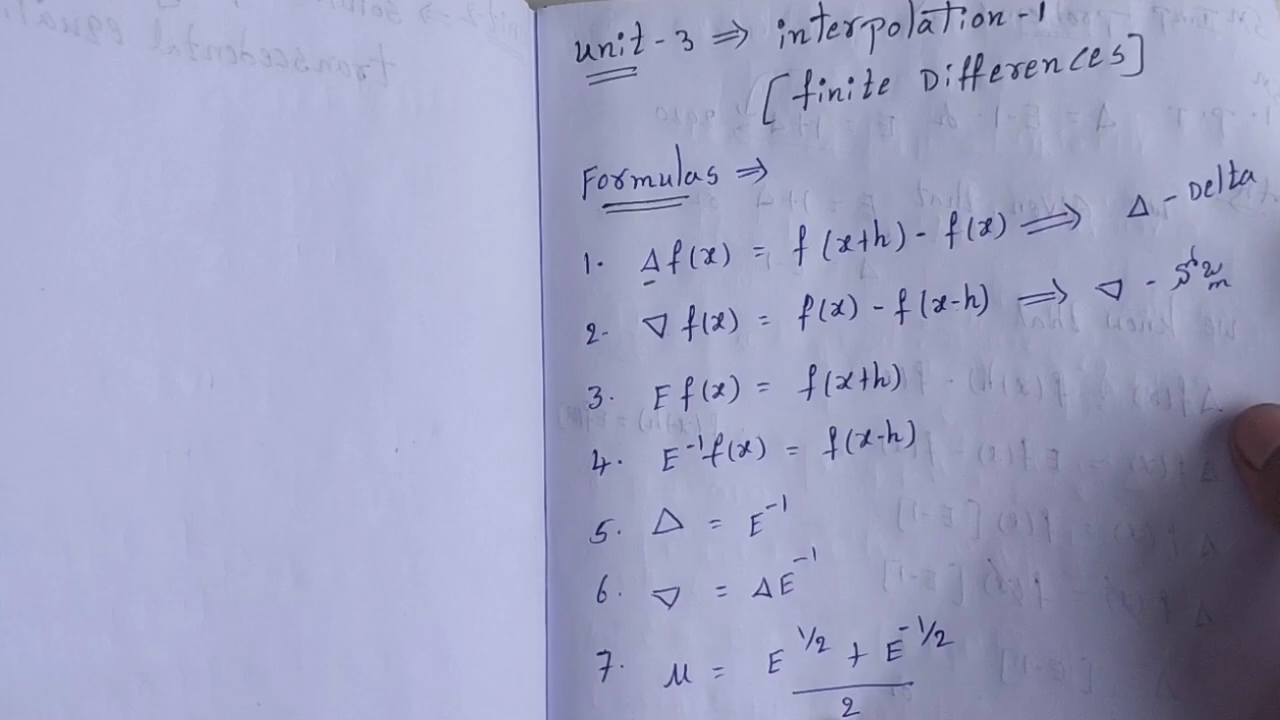 unit-3 ⇒ interpolation-1
[finite Differences]
Formulas ⇒
1. Δf(x) = f(x+h) - f(x) ⟹ Δ - Delta
2. ∇ f(x) = f(x) - f(x-h) ⟹ ∇ -
3. E f(x) = f(x+h)
4. E⁻¹f(x) = f(x-h)
5. Δ = E⁻¹
6. ∇ = ΔE⁻¹
7. μ = E^1/2 + E^-1/2
2